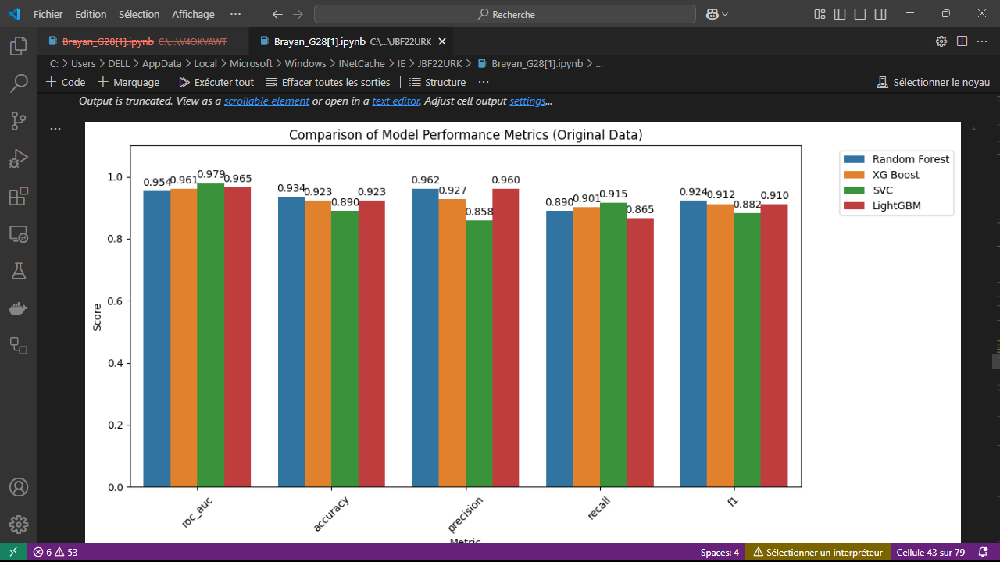 Fichier Edition Sélection Affichage ··· Recherche
Brayan_G28[1].ipynb C:\...\V4OKVAWT Brayan_G28[1].ipynb C:\...\JBF22URK
C: > Users > DELL > AppData > Local > Microsoft > Windows > INetCache > IE > JBF22URK > Brayan_G28[1].ipynb > ...
+ Code + Marquage Exécuter tout Effacer toutes les sorties Structure ··· Sélectionner le noyau
Output is truncated. View as a scrollable element or open in a text editor. Adjust cell output settings...
Comparison of Model Performance Metrics (Original Data)
Random Forest
XG Boost
SVC
LightGBM
0.954 0.961 0.979 0.965 0.934 0.923 0.890 0.923 0.962 0.927 0.858 0.960 0.890 0.901 0.915 0.865 0.924 0.912 0.882 0.910
1.0
0.8
0.6
0.4
0.2
0.0
Score
roc_auc accuracy precision recall f1
Metric
6 53 Spaces: 4 Sélectionner un interpréteur Cellule 43 sur 79